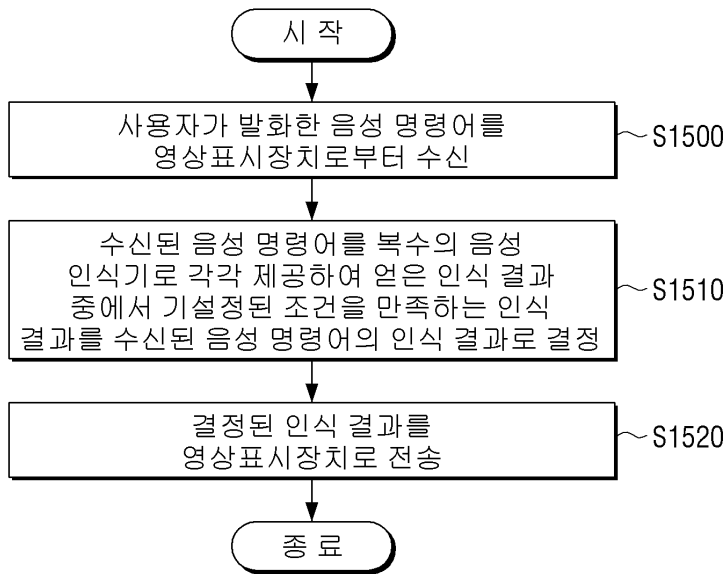 시 작
사용자가 발화한 음성 명령어를
영상표시장치로부터 수신
S1500
수신된 음성 명령어를 복수의 음성
인식기로 각각 제공하여 얻은 인식 결과
중에서 기설정된 조건을 만족하는 인식
결과를 수신된 음성 명령어의 인식 결과로 결정
S1510
결정된 인식 결과를
영상표시장치로 전송
S1520
종 료